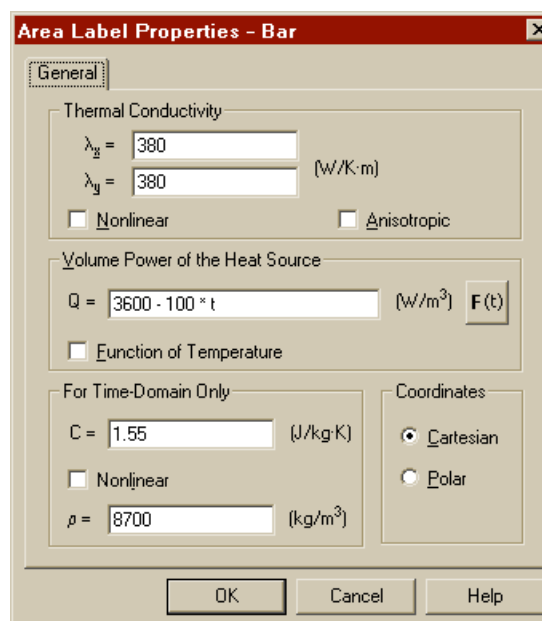 Area Label Properties - Bar
General
Thermal Conductivity
λx = 380
(W/K·m)
λy = 380
Nonlinear Anisotropic
Volume Power of the Heat Source
Q = 3600 - 100 * t (W/m³) F(t)
Function of Temperature
For Time-Domain Only
C = 1.55 (J/kg·K)
Nonlinear
ρ = 8700 (kg/m³)
Coordinates
Cartesian
Polar
OK Cancel Help